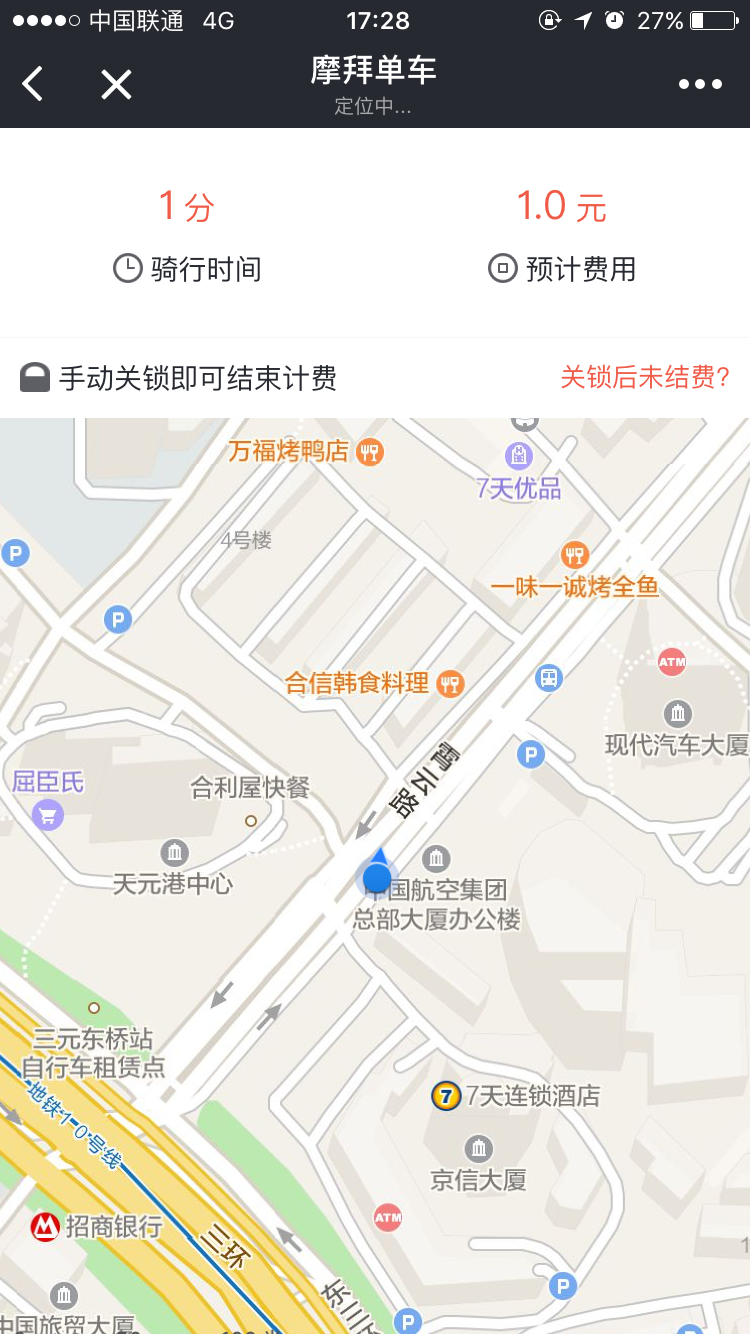 中国联通 4G 17:28 27%
摩拜单车
定位中...
1 分 1.0 元
骑行时间 预计费用
手动关锁即可结束计费 关锁后未结费?
万福烤鸭店
7天优品
4号楼
P
一味一诚烤全鱼
P
ATM
合信韩食料理
现代汽车大厦
P
霄云路
屈臣氏
合利屋快餐
天元港中心
中国航空集团
总部大厦办公楼
三元东桥站
自行车租赁点
地铁10号线
7 7天连锁酒店
京信大厦
ATM
招商银行
三环
P
中国旅贸大厦
P